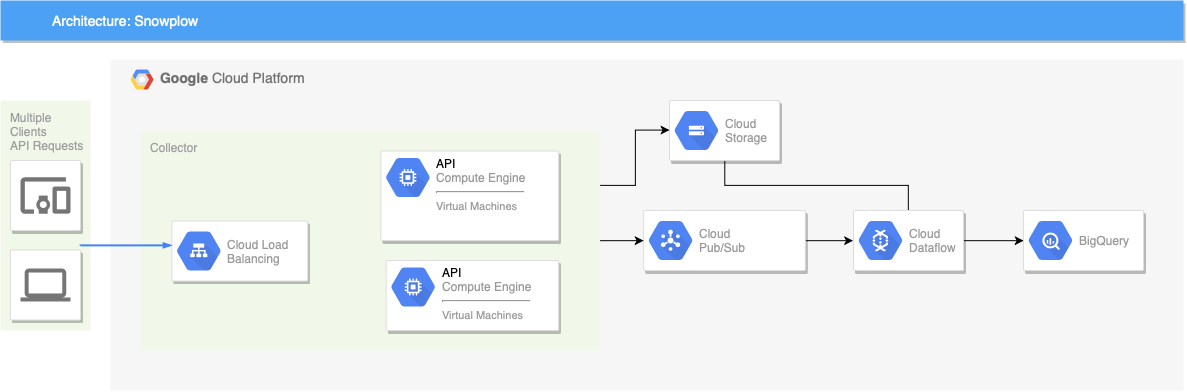 Architecture: Snowplow
Google Cloud Platform
Multiple
Clients
API Requests
Collector
Cloud Load
Balancing
API
Compute Engine
Virtual Machines
API
Compute Engine
Virtual Machines
Cloud
Storage
Cloud
Pub/Sub
Cloud
Dataflow
BigQuery